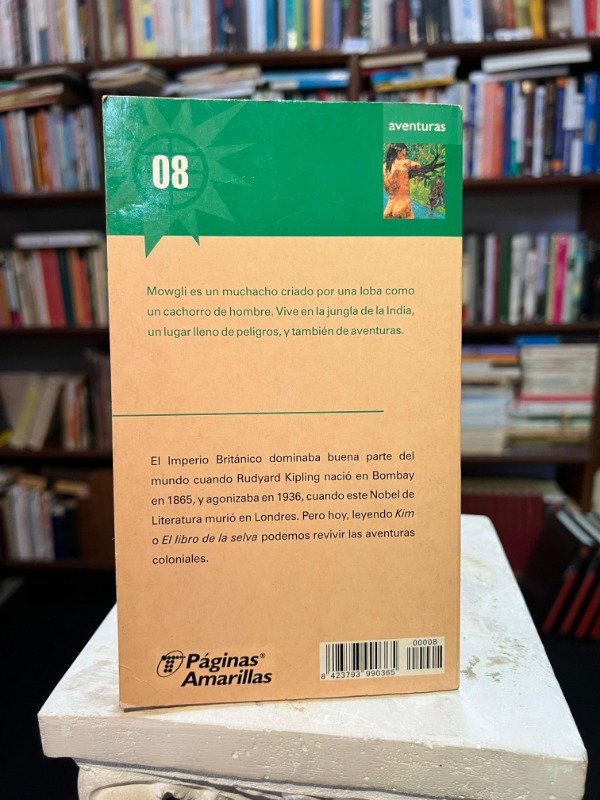 aventuras
08
Mowgli es un muchacho criado por una loba como
un cachorro de hombre. Vive en la jungla de la India,
un lugar lleno de peligros, y también de aventuras.
El Imperio Británico dominaba buena parte del
mundo cuando Rudyard Kipling nació en Bombay
en 1865, y agonizaba en 1936, cuando este Nobel de
Literatura murió en Londres. Pero hoy, leyendo Kim
o El libro de la selva podemos revivir las aventuras
coloniales.
Páginas®
Amarillas
00008
8 423793 990365